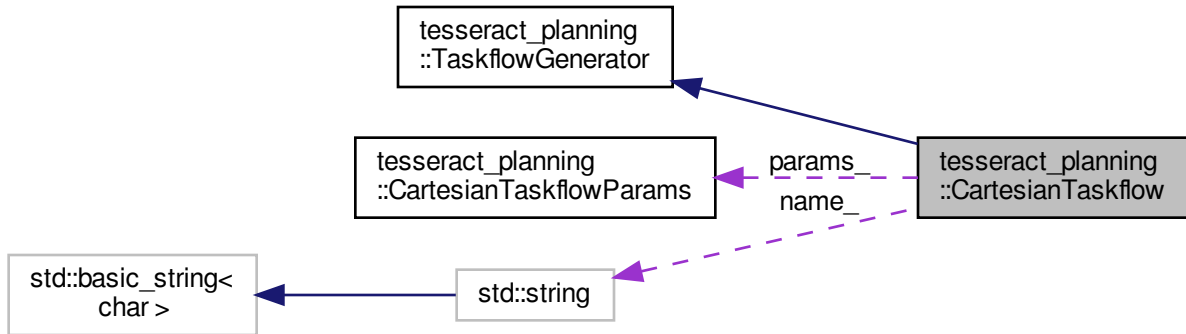 tesseract_planning
::TaskflowGenerator
tesseract_planning
::CartesianTaskflowParams
params_
name_
tesseract_planning
::CartesianTaskflow
std::basic_string<
char >
std::string